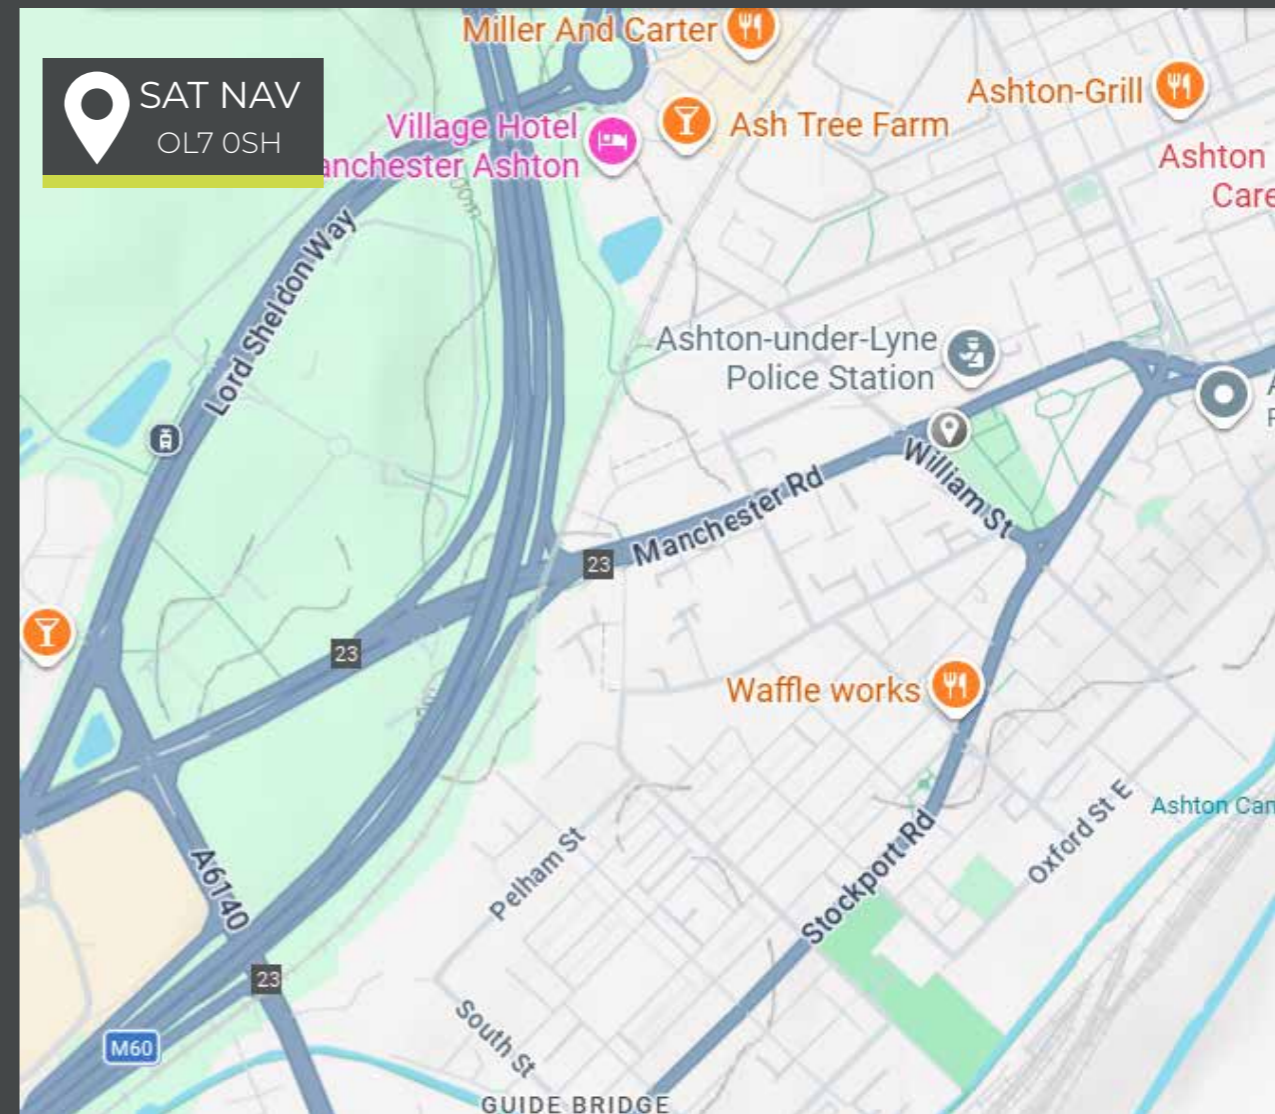 Miller And Carter
SAT NAV
OL7 0SH
Village Hotel
anchester Ashton
Ash Tree Farm
Ashton-Grill
Ashton
Care
Lord Sheldon Way
Ashton-under-Lyne
Police Station
William St
Manchester Rd
23
23
Waffle works
Oxford St E
Ashton Can
Stockport Rd
Pelham St
A6140
23
M60
South St
GUIDE BRIDGE